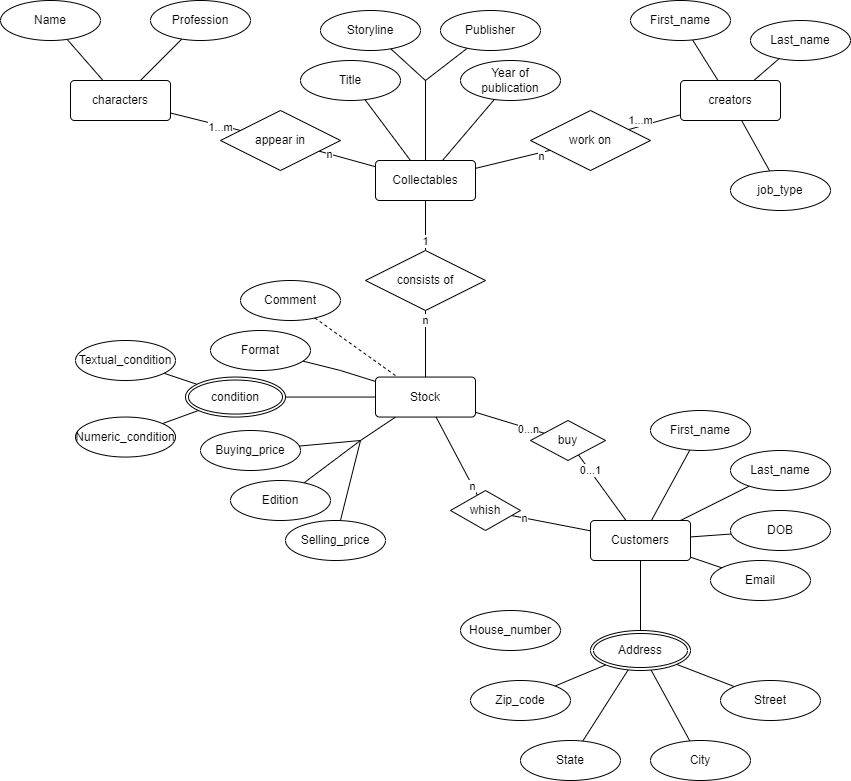 Name
Profession
Storyline
Publisher
First_name
Last_name
Title
Year of
publication
characters
creators
1...m
appear in
n
1...m
work on
n
Collectables
job_type
1
consists of
n
Comment
Format
Textual_condition
condition
Numeric_condition
Stock
Buying_price
Edition
Selling_price
0...n
buy
0...1
n
whish
n
First_name
Last_name
DOB
Customers
Email
House_number
Address
Zip_code
Street
State
City